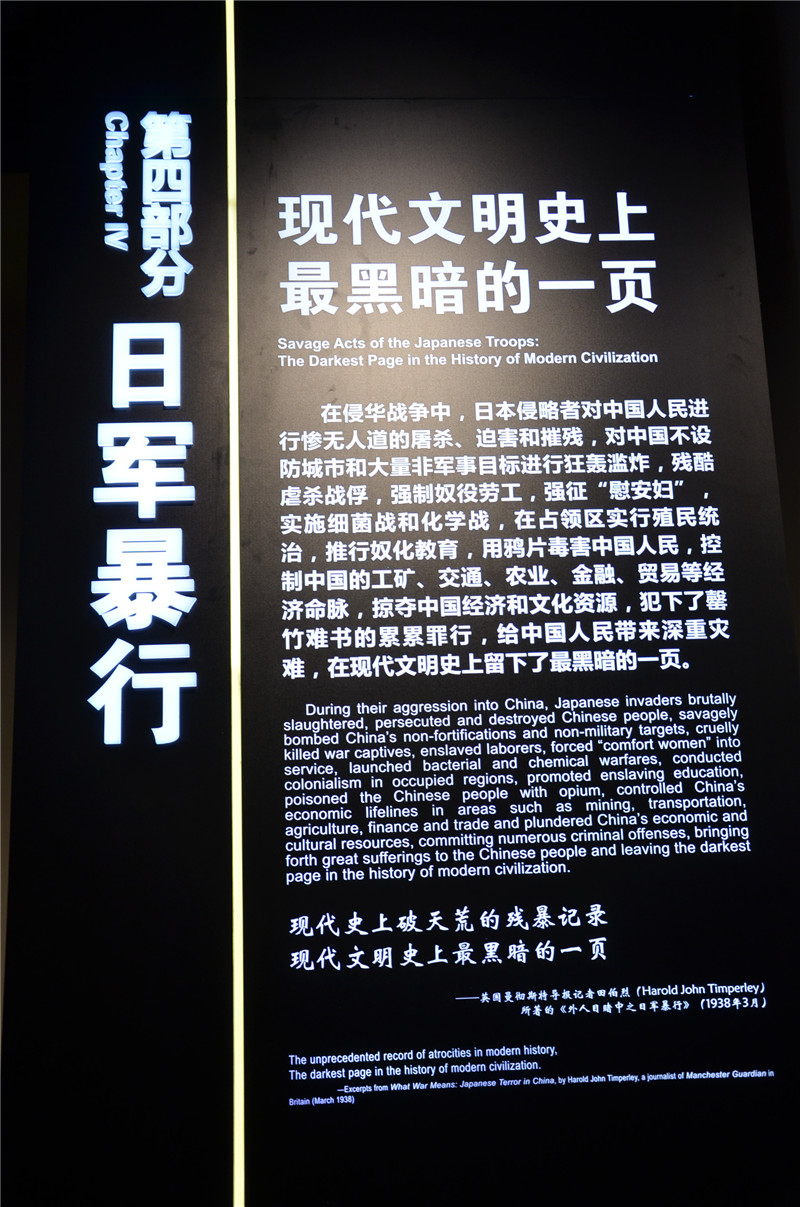 第四部分
Chapter IV
日军暴行
现代文明史上
最黑暗的一页
Savage Acts of the Japanese Troops:
The Darkest Page in the History of Modern Civilization
在侵华战争中，日本侵略者对中国人民进
行惨无人道的屠杀、迫害和摧残，对中国不设
防城市和大量非军事目标进行狂轰滥炸，残酷
虐杀战俘，强制奴役劳工，强征“慰安妇”，
实施细菌战和化学战，在占领区实行殖民统
治，推行奴化教育，用鸦片毒害中国人民，控
制中国的工矿、交通、农业、金融、贸易等经
济命脉，掠夺中国经济和文化资源，犯下了罄
竹难书的累累罪行，给中国人民带来深重灾
难，在现代文明史上留下了最黑暗的一页。
During their aggression into China, Japanese invaders brutally
slaughtered, persecuted and destroyed Chinese people, savagely
bombed China's non-fortifications and non-military targets, cruelly
killed war captives, enslaved laborers, forced “comfort women” into
service, launched bacterial and chemical warfares, conducted
colonialism in occupied regions, promoted enslaving education,
poisoned the Chinese people with opium, controlled China's
economic lifelines in areas such as mining, transportation,
agriculture, finance and trade and plundered China's economic and
cultural resources, committing numerous criminal offenses, bringing
forth great sufferings to the Chinese people and leaving the darkest
page in the history of modern civilization.
现代史上破天荒的残暴记录
现代文明史上最黑暗的一页
——英国曼彻斯特导报记者田伯烈（Harold John Timperley）
所著的《外人目睹中之日军暴行》（1938年3月）
The unprecedented record of atrocities in modern history,
The darkest page in the history of modern civilization.
—Excerpts from What War Means: Japanese Terror in China, by Harold John Timperley, a journalist of Manchester Guardian in
Britain (March 1938)